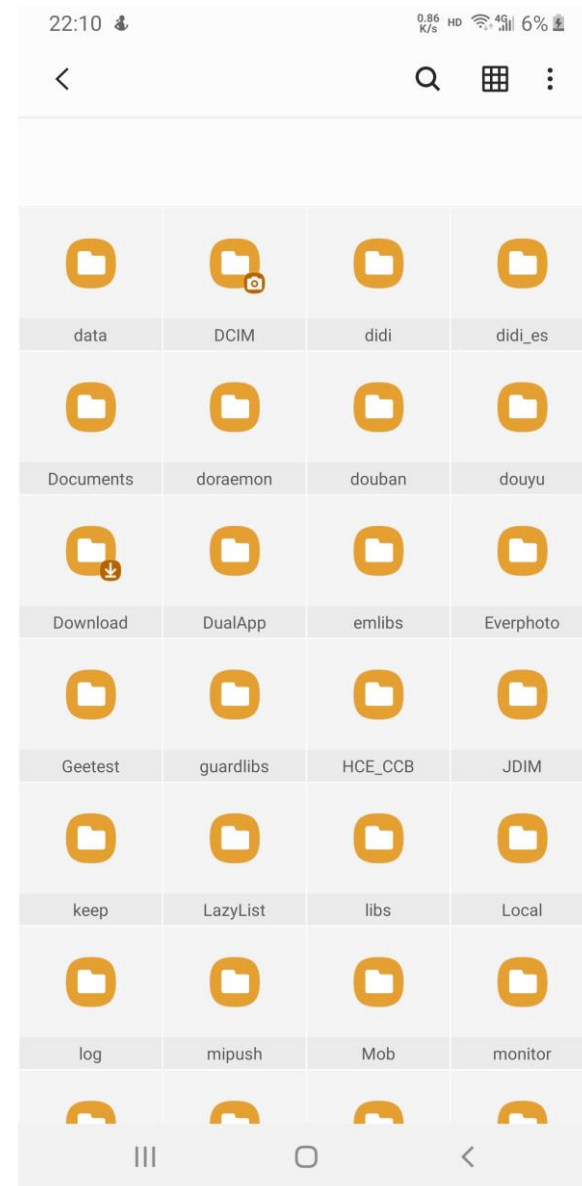 22:10 0.86 K/s HD 4G 6%
data DCIM didi didi_es
Documents doraemon douban douyu
Download DualApp emlibs Everphoto
Geetest guardlibs HCE_CCB JDIM
keep LazyList libs Local
log mipush Mob monitor